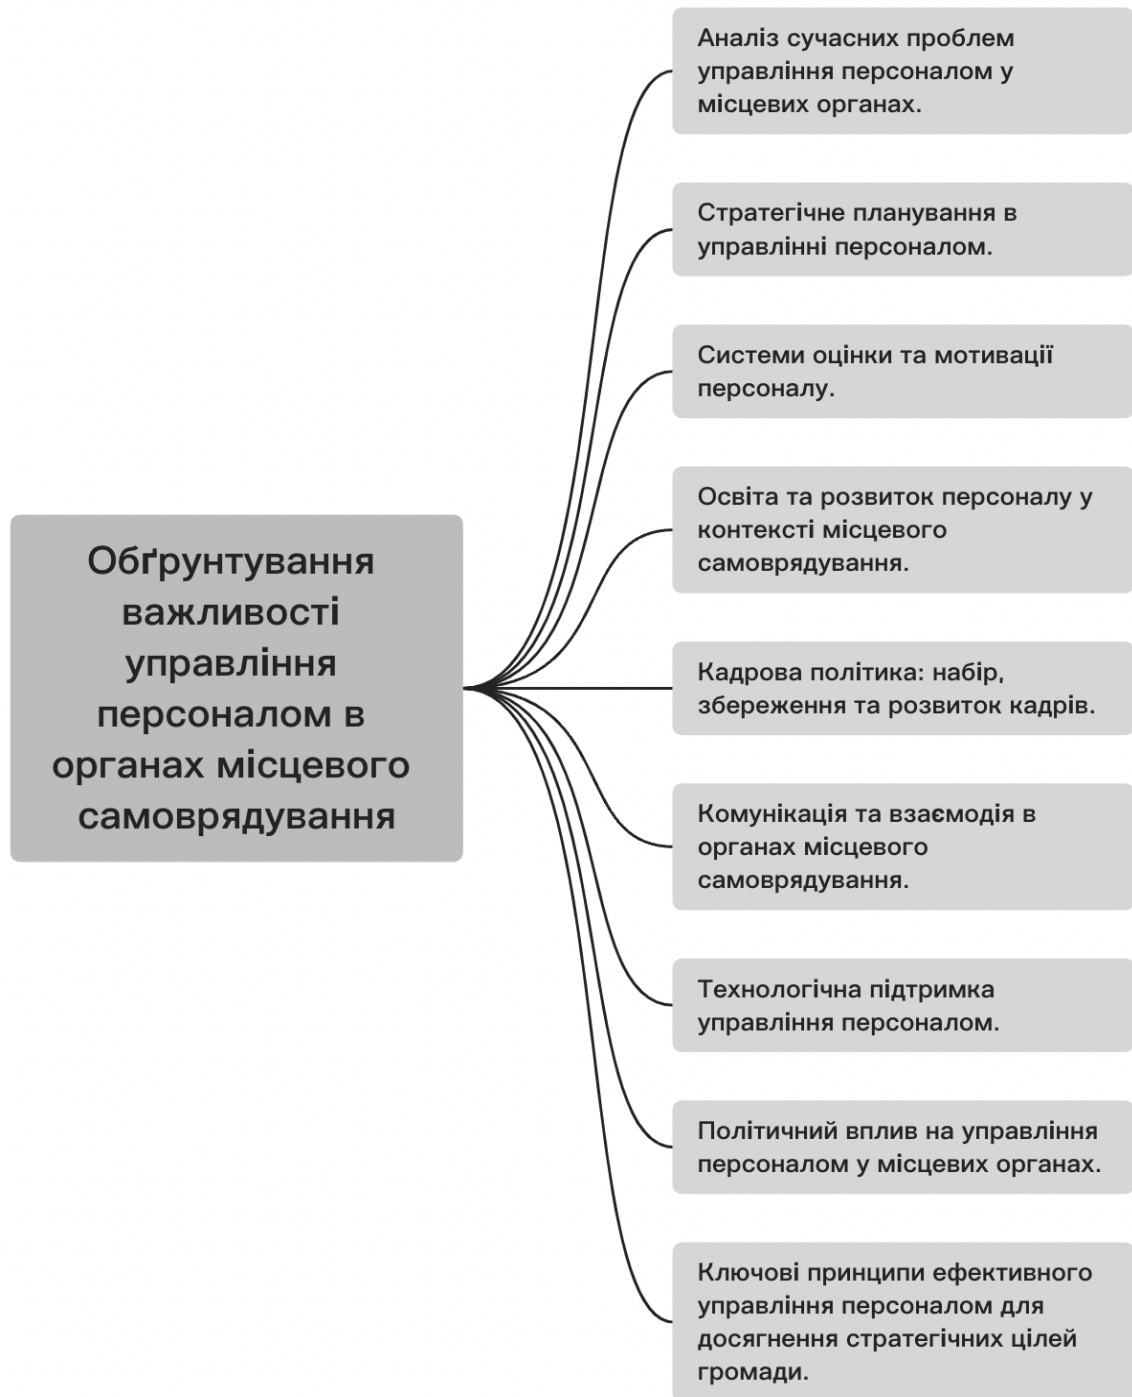 Аналіз сучасних проблем
управління персоналом у
місцевих органах.
Стратегічне планування в
управлінні персоналом.
Системи оцінки та мотивації
персоналу.
Освіта та розвиток персоналу у
контексті місцевого
самоврядування.
Обґрунтування
важливості
управління
персоналом в
органах місцевого
самоврядування
Кадрова політика: набір,
збереження та розвиток кадрів.
Комунікація та взаємодія в
органах місцевого
самоврядування.
Технологічна підтримка
управління персоналом.
Політичний вплив на управління
персоналом у місцевих органах.
Ключові принципи ефективного
управління персоналом для
досягнення стратегічних цілей
громади.